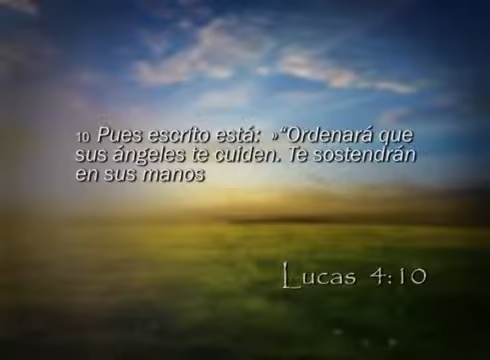 10 Pues escrito está: »“Ordenará que
sus ángeles te cuiden. Te sostendrán
en sus manos
Lucas 4:10